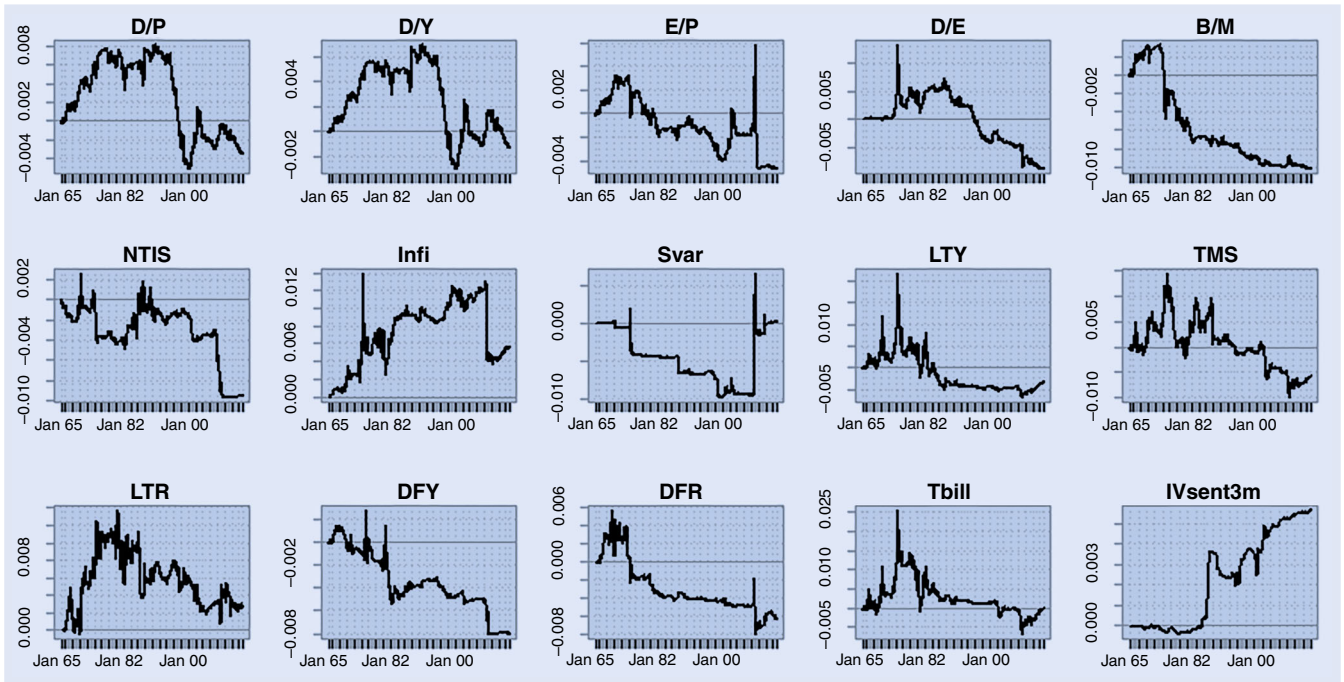 D/P D/Y E/P D/E B/M
0.008 0.002 −0.004
0.004 −0.002
0.002 −0.004
0.005 −0.005
−0.002 −0.010
Jan 65 Jan 82 Jan 00 Jan 65 Jan 82 Jan 00 Jan 65 Jan 82 Jan 00 Jan 65 Jan 82 Jan 00 Jan 65 Jan 82 Jan 00
NTIS Infi Svar LTY TMS
0.002 −0.004 −0.010
0.012 0.006 0.000
0.000 −0.010
0.010 −0.005
0.005 −0.010
Jan 65 Jan 82 Jan 00 Jan 65 Jan 82 Jan 00 Jan 65 Jan 82 Jan 00 Jan 65 Jan 82 Jan 00 Jan 65 Jan 82 Jan 00
LTR DFY DFR Tbill IVsent3m
0.008 0.000
−0.002 −0.008
0.006 0.000 −0.008
0.025 0.010 −0.005
0.003 0.000
Jan 65 Jan 82 Jan 00 Jan 65 Jan 82 Jan 00 Jan 65 Jan 82 Jan 00 Jan 65 Jan 82 Jan 00 Jan 65 Jan 82 Jan 00